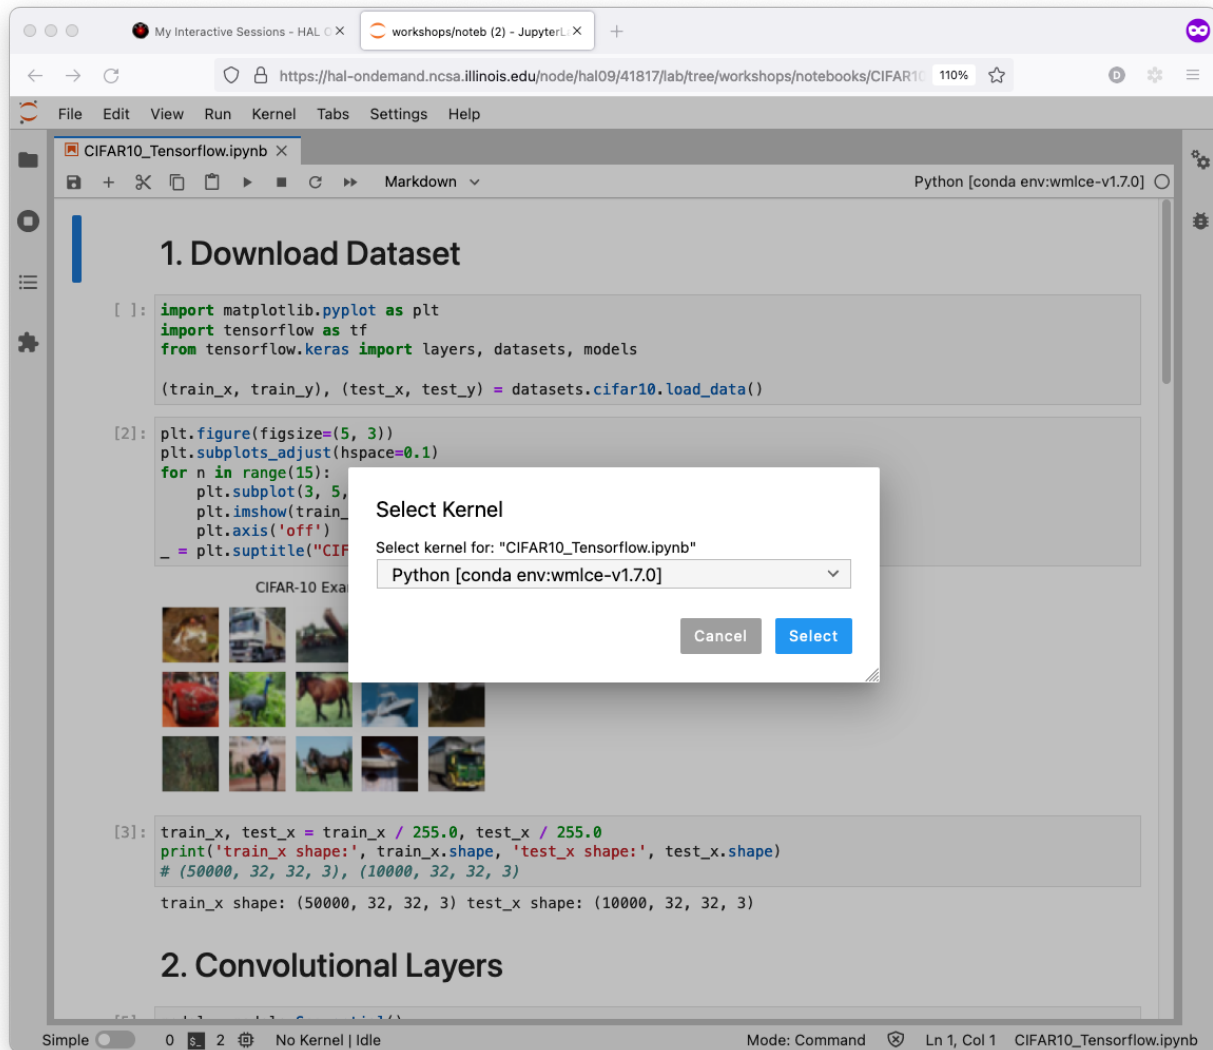 My Interactive Sessions - HAL O
workshops/noteb (2) - JupyterL
https://hal-ondemand.ncsa.illinois.edu/node/hal09/41817/lab/tree/workshops/notebooks/CIFAR10
110%
D
File Edit View Run Kernel Tabs Settings Help
CIFAR10_Tensorflow.ipynb
Markdown
Python [conda env:wmlce-v1.7.0]
1. Download Dataset
[ ]:
import matplotlib.pyplot as plt
import tensorflow as tf
from tensorflow.keras import layers, datasets, models
(train_x, train_y), (test_x, test_y) = datasets.cifar10.load_data()
[2]:
plt.figure(figsize=(5, 3))
plt.subplots_adjust(hspace=0.1)
for n in range(15):
plt.subplot(3, 5,
plt.imshow(train_
plt.axis('off')
_ = plt.suptitle("CIF
CIFAR-10 Exa
Select Kernel
Select kernel for: "CIFAR10_Tensorflow.ipynb"
Python [conda env:wmlce-v1.7.0]
Cancel Select
[3]:
train_x, test_x = train_x / 255.0, test_x / 255.0
print('train_x shape:', train_x.shape, 'test_x shape:', test_x.shape)
# (50000, 32, 32, 3), (10000, 32, 32, 3)
train_x shape: (50000, 32, 32, 3) test_x shape: (10000, 32, 32, 3)
2. Convolutional Layers
Simple 0 $_ 2 No Kernel | Idle Mode: Command Ln 1, Col 1 CIFAR10_Tensorflow.ipynb